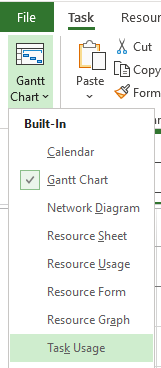 File Task Resour
Gantt Chart
Paste
Cut
Copy
Form
Built-In
Calendar
Gantt Chart
Network Diagram
Resource Sheet
Resource Usage
Resource Form
Resource Graph
Task Usage